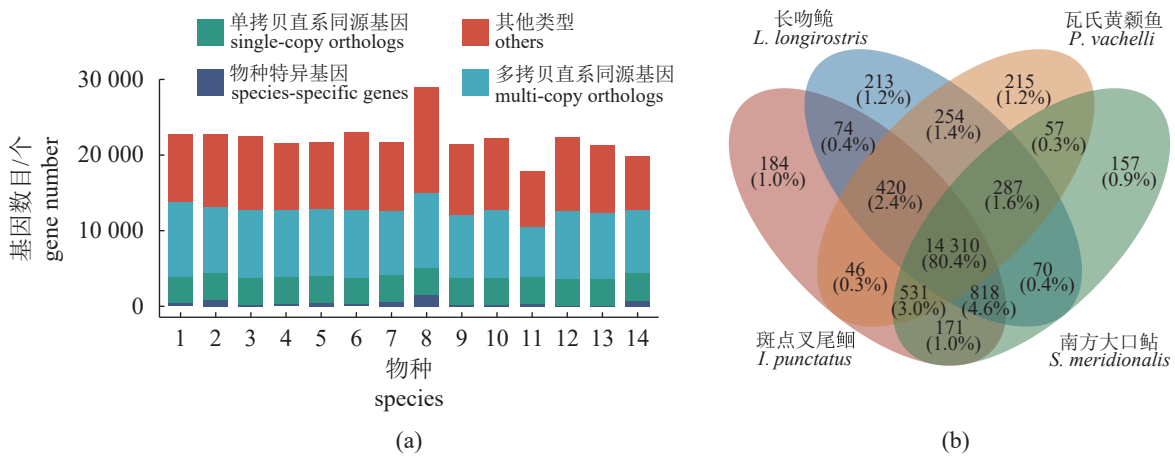 单拷贝直系同源基因
single-copy orthologs
物种特异基因
species-specific genes
其他类型
others
多拷贝直系同源基因
multi-copy orthologs
基因数目/个
gene number
30 000
20 000
10 000
0
1 2 3 4 5 6 7 8 9 10 11 12 13 14
物种
species
(a)
长吻鮠
L. longirostris
瓦氏黄颡鱼
P. vachelli
213
(1.2%)
215
(1.2%)
254
(1.4%)
74
(0.4%)
57
(0.3%)
184
(1.0%)
157
(0.9%)
420
(2.4%)
287
(1.6%)
14 310
(80.4%)
46
(0.3%)
70
(0.4%)
531
(3.0%)
818
(4.6%)
171
(1.0%)
斑点叉尾鮰
I. punctatus
南方大口鲇
S. meridionalis
(b)